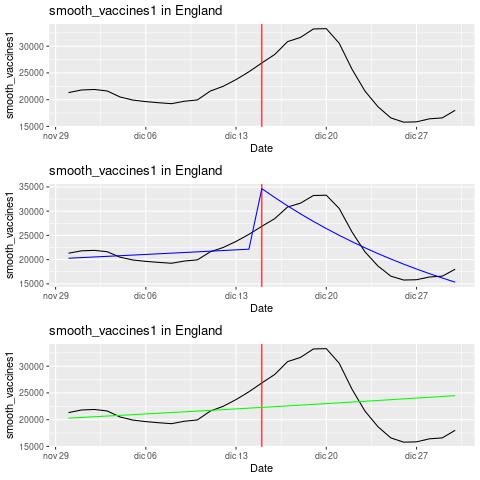 smooth_vaccines1 in England
smooth_vaccines1
30000
25000
20000
15000
nov 29
dic 06
dic 13
dic 20
dic 27
Date
smooth_vaccines1 in England
smooth_vaccines1
35000
30000
25000
20000
15000
nov 29
dic 06
dic 13
dic 20
dic 27
Date
smooth_vaccines1 in England
smooth_vaccines1
30000
25000
20000
15000
nov 29
dic 06
dic 13
dic 20
dic 27
Date